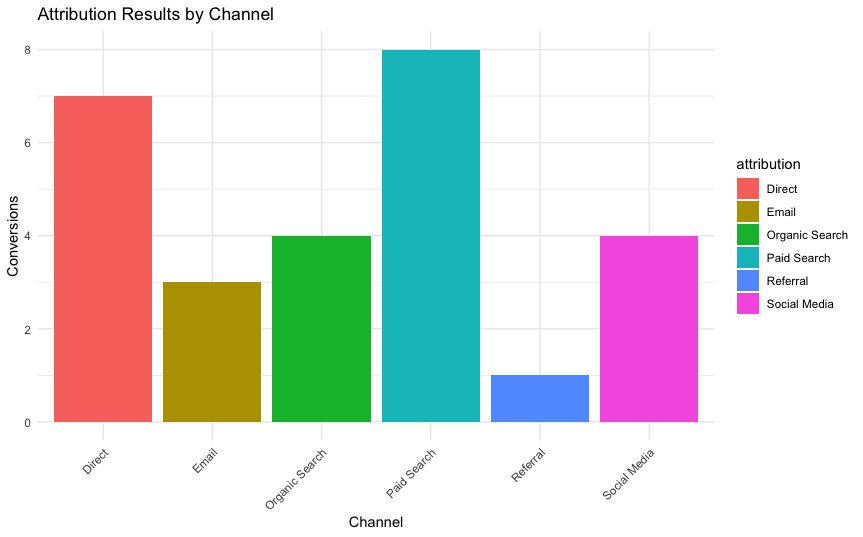 Attribution Results by Channel
8
6
4
2
0
Conversions
Direct
Email
Organic Search
Paid Search
Referral
Social Media
Channel
attribution
Direct
Email
Organic Search
Paid Search
Referral
Social Media